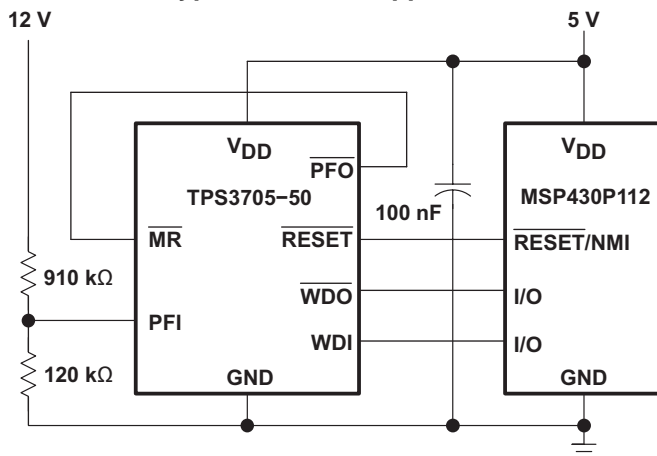 12 V
5 V
VDD
PFO
TPS3705−50
MR
RESET
WDO
PFI
WDI
GND
910 kΩ
120 kΩ
100 nF
VDD
MSP430P112
RESET/NMI
I/O
I/O
GND